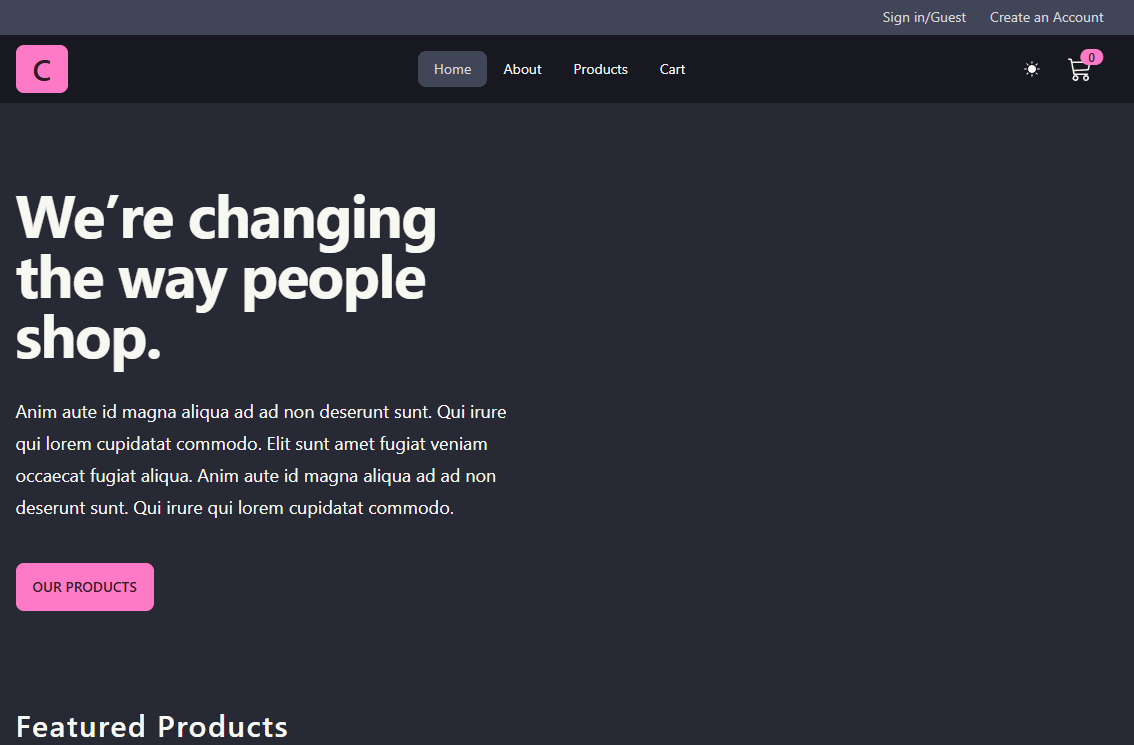 Sign in/Guest Create an Account
C Home About Products Cart 0
We’re changing
the way people
shop.
Anim aute id magna aliqua ad ad non deserunt sunt. Qui irure
qui lorem cupidatat commodo. Elit sunt amet fugiat veniam
occaecat fugiat aliqua. Anim aute id magna aliqua ad ad non
deserunt sunt. Qui irure qui lorem cupidatat commodo.
OUR PRODUCTS
Featured Products